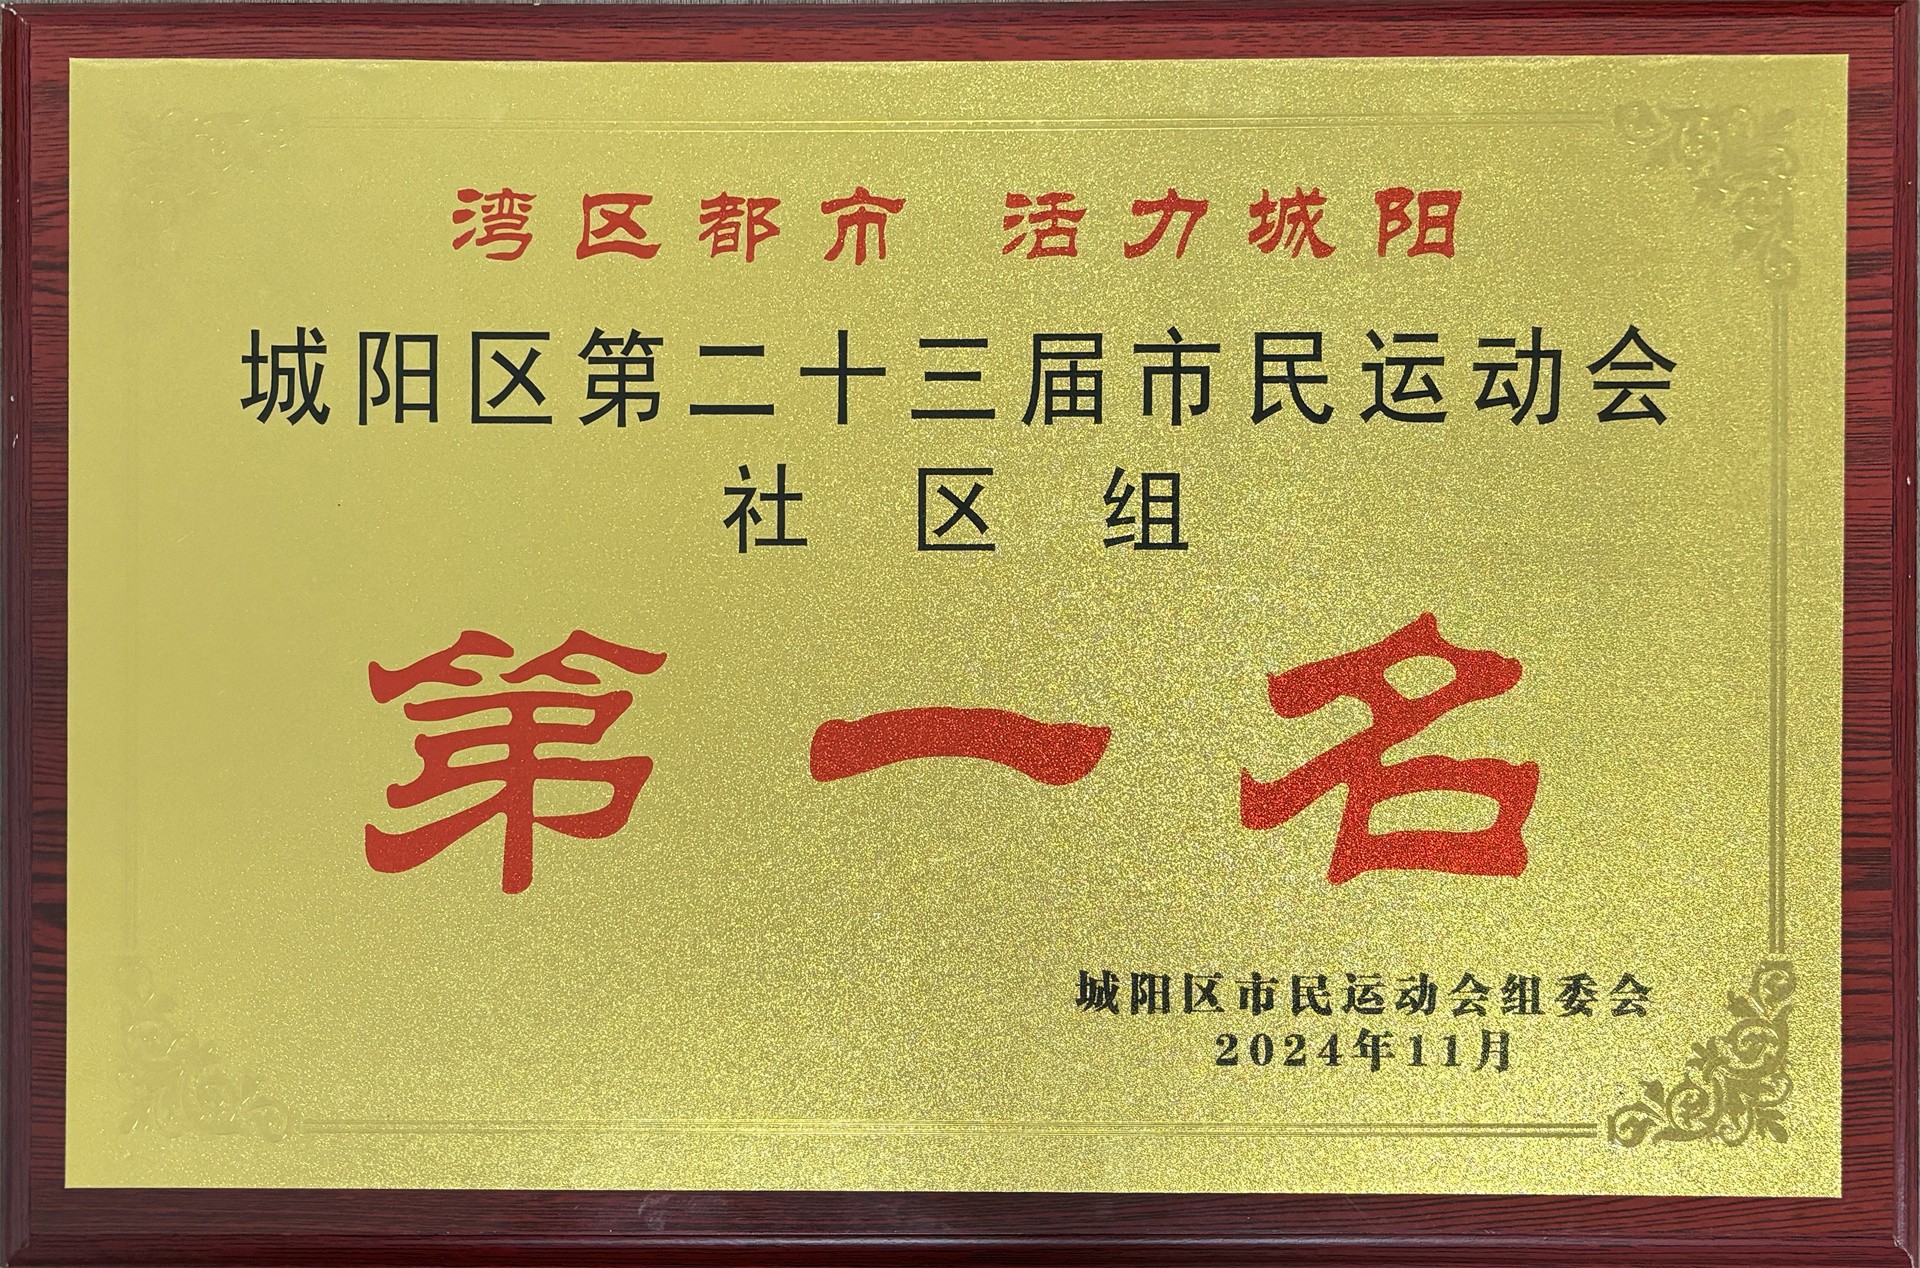 湾区都市 活力城阳
城阳区第二十三届市民运动会
社区组
第一名
城阳区市民运动会组委会
2024年11月